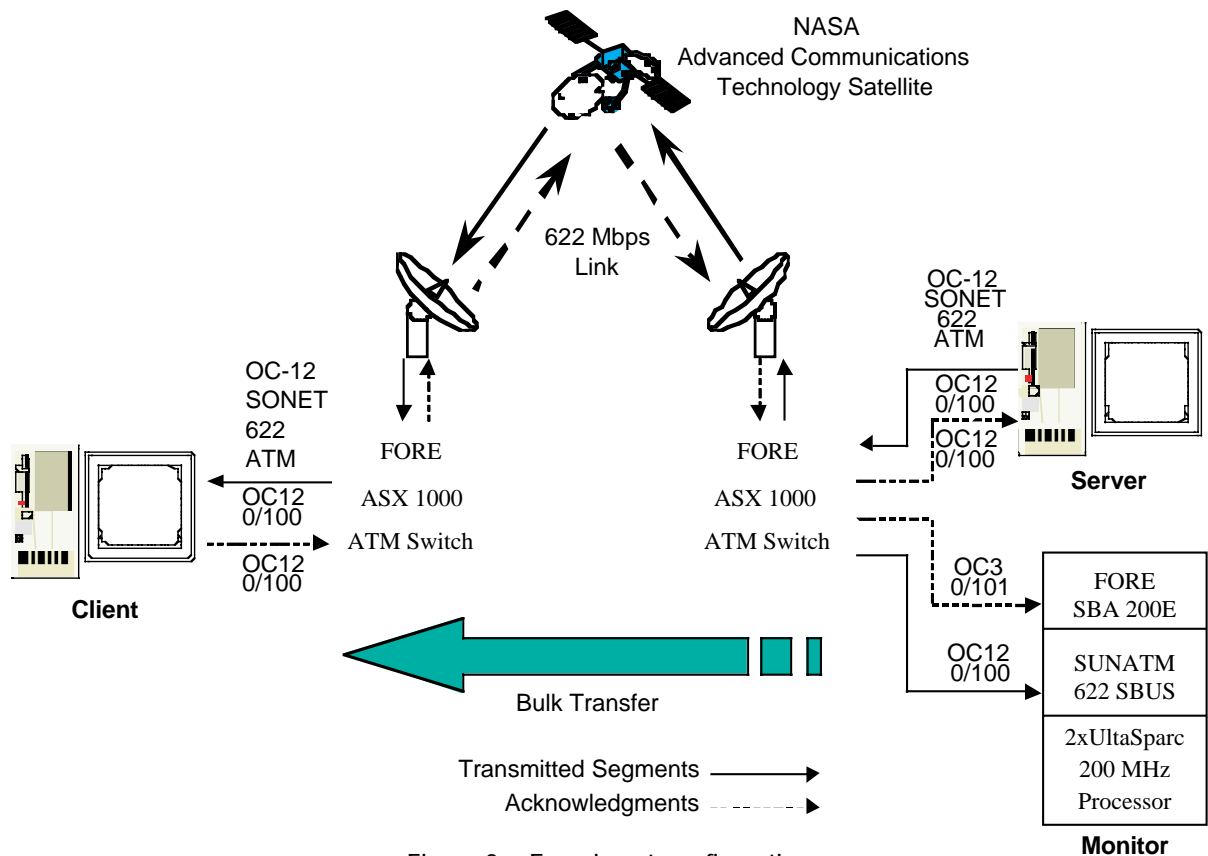 NASA
Advanced Communications
Technology Satellite
622 Mbps
Link
OC-12
SONET
622
ATM
OC12
0/100
OC12
0/100
Client
FORE
ASX 1000
ATM Switch
FORE
ASX 1000
ATM Switch
OC-12
SONET
622
ATM
OC12
0/100
OC12
0/100
Server
OC3
0/101
OC12
0/100
FORE
SBA 200E
SUNATM
622 SBUS
2xUltaSparc
200 MHz
Processor
Monitor
Bulk Transfer
Transmitted Segments
Acknowledgments